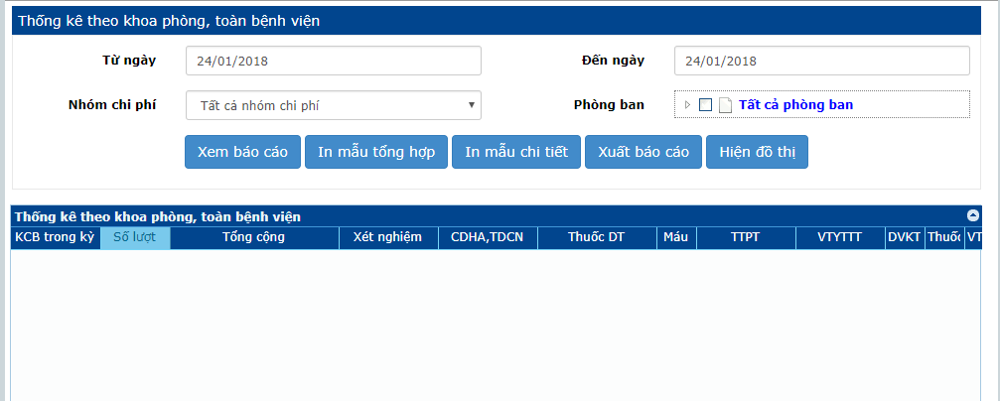 Thống kê theo khoa phòng, toàn bệnh viện
Từ ngày 24/01/2018 Đến ngày 24/01/2018
Nhóm chi phí Tất cả nhóm chi phí Phòng ban Tất cả phòng ban
Xem báo cáo In mẫu tổng hợp In mẫu chi tiết Xuất báo cáo Hiện đồ thị
Thống kê theo khoa phòng, toàn bệnh viện
KCB trong kỳ Số lượt Tổng cộng Xét nghiệm CDHA,TDCN Thuốc DT Máu TTPT VTYTTT DVKT Thuốc VT